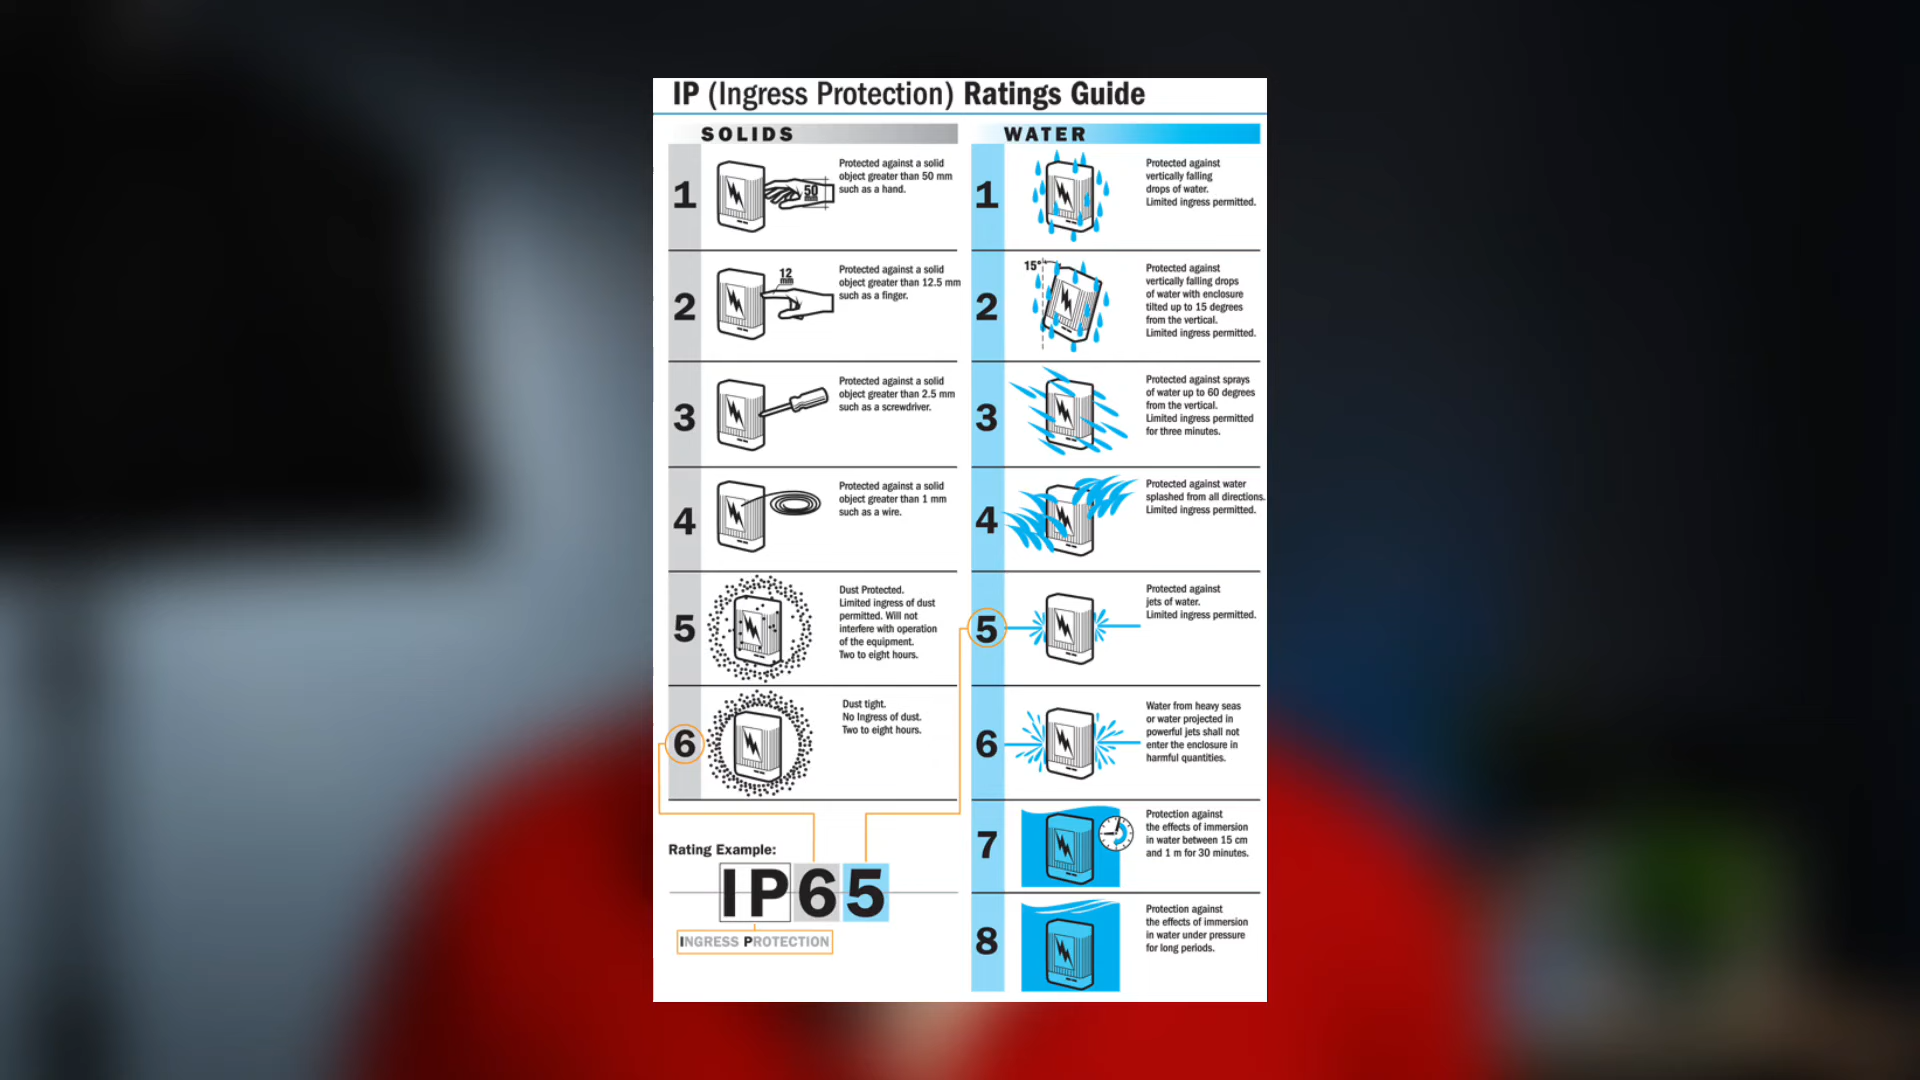 IP (Ingress Protection) Ratings Guide
SOLIDS
1
50
mm
Protected against a solid
object greater than 50 mm
such as a hand.
2
12
mm
Protected against a solid
object greater than 12.5 mm
such as a finger.
3
Protected against a solid
object greater than 2.5 mm
such as a screwdriver.
4
Protected against a solid
object greater than 1 mm
such as a wire.
5
Dust Protected.
Limited ingress of dust
permitted. Will not
interfere with operation
of the equipment.
Two to eight hours.
6
Dust tight.
No Ingress of dust.
Two to eight hours.
WATER
1
Protected against
vertically falling
drops of water.
Limited ingress permitted.
2
15°
Protected against
vertically falling drops
of water with enclosure
tilted up to 15 degrees
from the vertical.
Limited ingress permitted.
3
Protected against sprays
of water up to 60 degrees
from the vertical.
Limited ingress permitted
for three minutes.
4
Protected against water
splashed from all directions.
Limited ingress permitted.
5
Protected against
jets of water.
Limited ingress permitted.
6
Water from heavy seas
or water projected in
powerful jets shall not
enter the enclosure in
harmful quantities.
7
Protection against
the effects of immersion
in water between 15 cm
and 1 m for 30 minutes.
8
Protection against
the effects of immersion
in water under pressure
for long periods.
Rating Example:
IP65
INGRESS PROTECTION